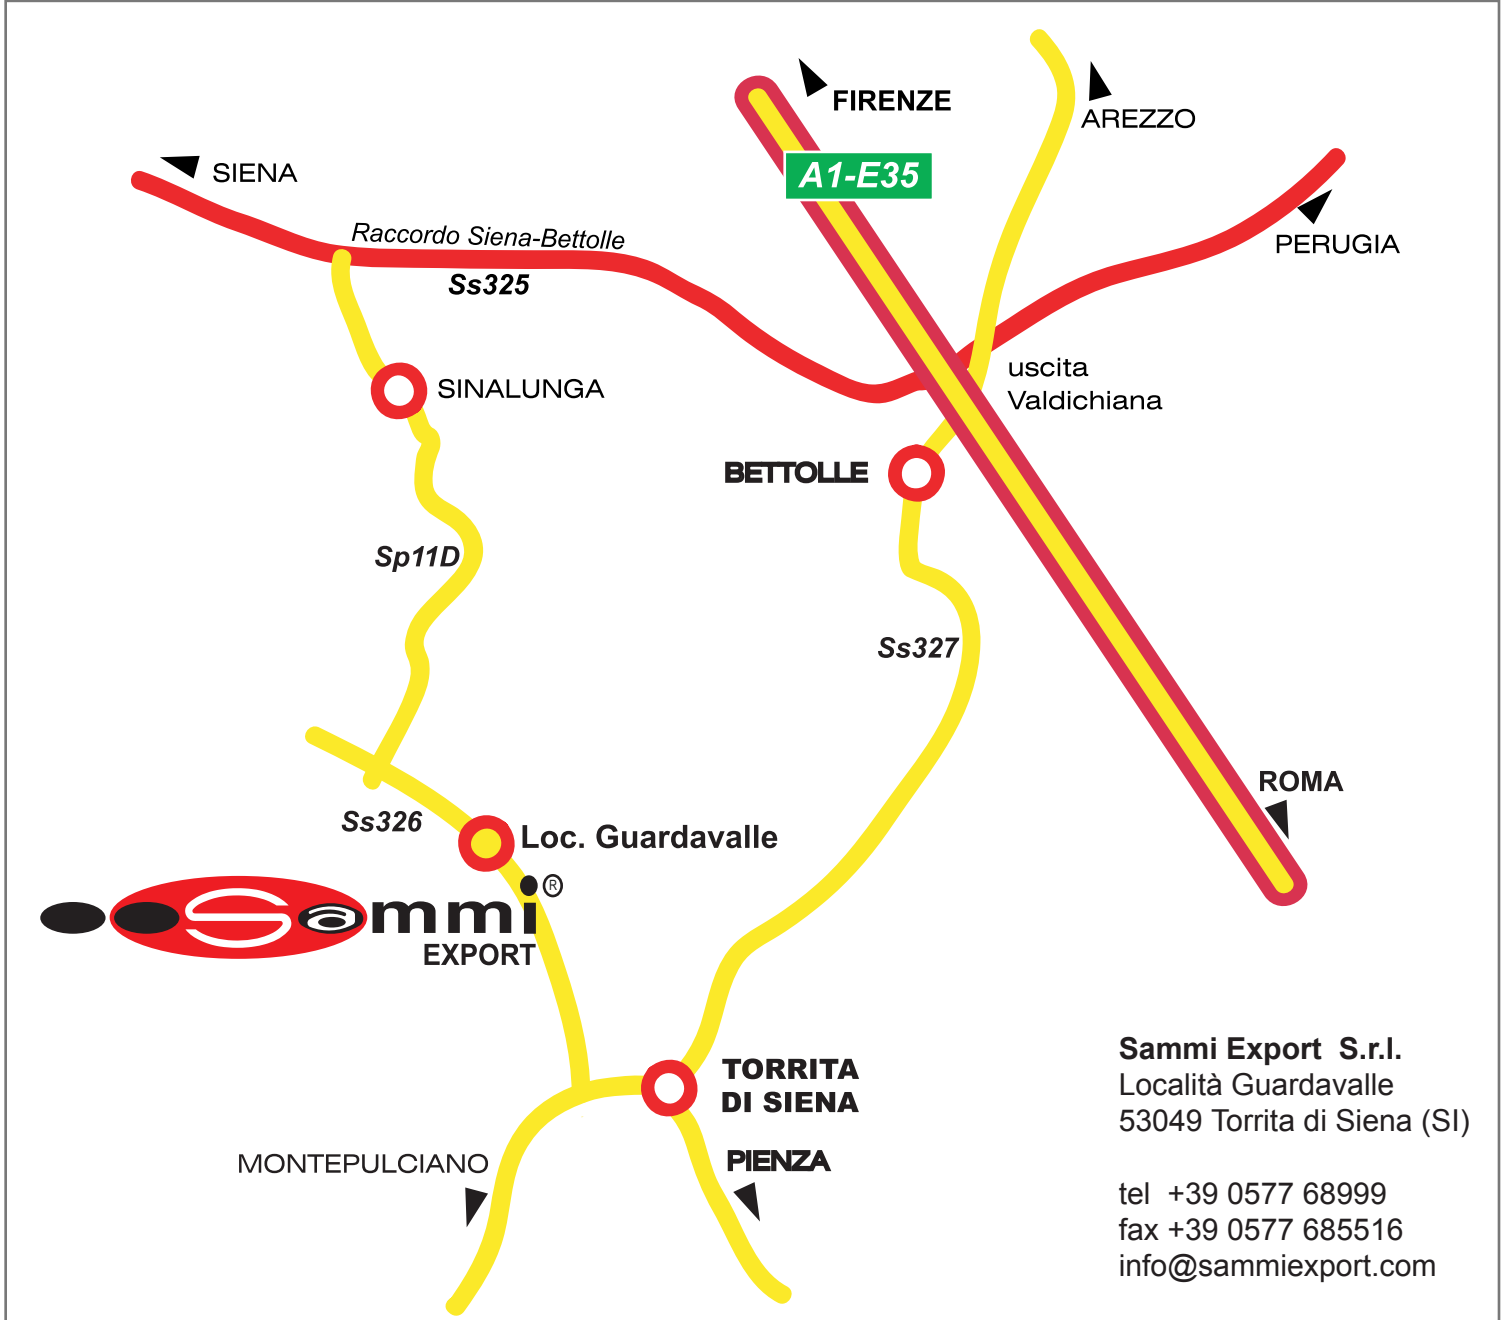 FIRENZE
AREZZO
A1-E35
SIENA
PERUGIA
Raccordo Siena-Bettolle
Ss325
uscita
Valdichiana
SINALUNGA
BETTOLLE
Sp11D
Ss327
ROMA
Ss326
Loc. Guardavalle
Sammi®
EXPORT
TORRITA
DI SIENA
MONTEPULCIANO
PIENZA
Sammi Export S.r.l.
Località Guardavalle
53049 Torrita di Siena (SI)
tel +39 0577 68999
fax +39 0577 685516
info@sammiexport.com